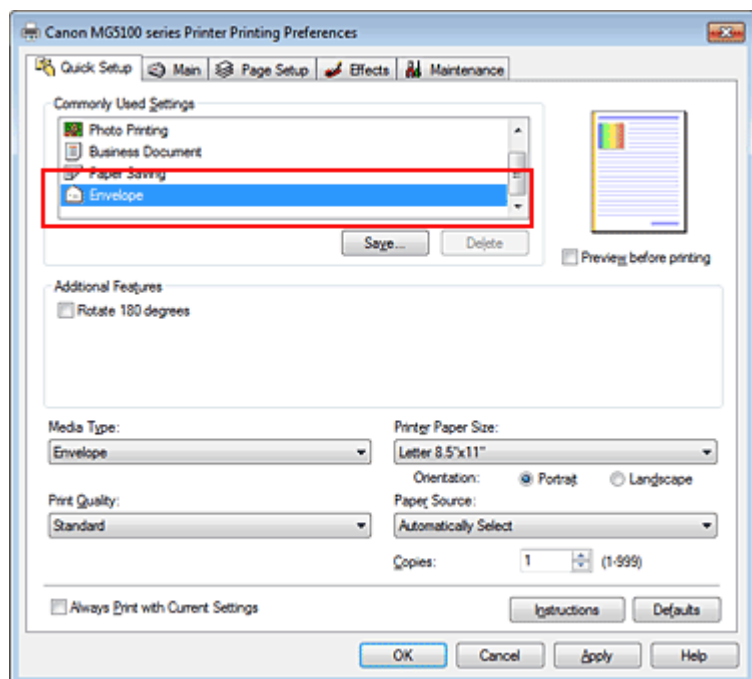 Canon MG5100 series Printer Printing Preferences
Quick Setup Main Page Setup Effects Maintenance
Commonly Used Settings
Photo Printing
Business Document
Paper Saving
Envelope
Save... Delete
Preview before printing
Additional Features
Rotate 180 degrees
Media Type: Printer Paper Size:
Envelope Letter 8.5"x11"
Orientation: Portrait Landscape
Print Quality: Paper Source:
Standard Automatically Select
Copies: 1 (1-999)
Always Print with Current Settings Instructions Defaults
OK Cancel Apply Help